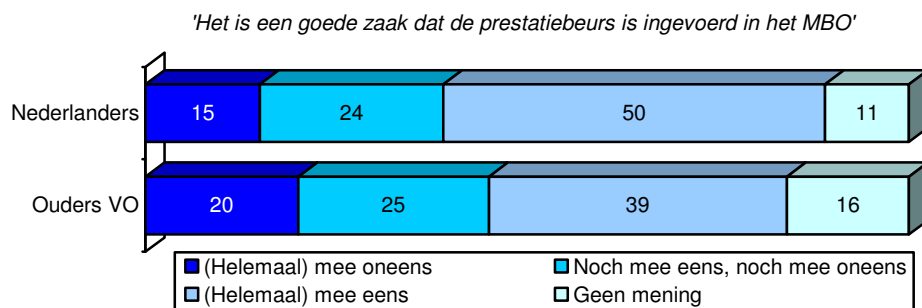 'Het is een goede zaak dat de prestatiebeurs is ingevoerd in het MBO'
Nederlanders 15 24 50 11
Ouders VO 20 25 39 16
(Helemaal) mee oneens Noch mee eens, noch mee oneens
(Helemaal) mee eens Geen mening